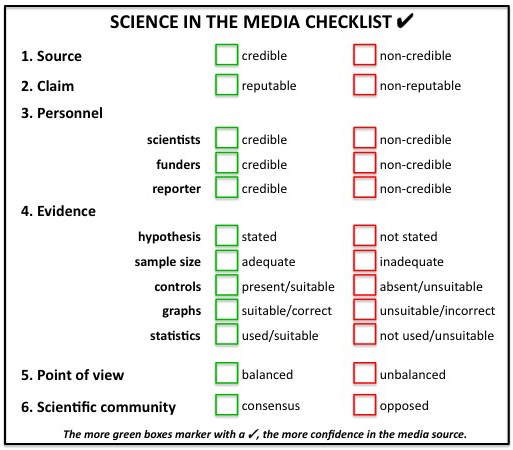 SCIENCE IN THE MEDIA CHECKLIST ✔
1. Source credible non-credible
2. Claim reputable non-reputable
3. Personnel
scientists credible non-credible
funders credible non-credible
reporter credible non-credible
4. Evidence
hypothesis stated not stated
sample size adequate inadequate
controls present/suitable absent/unsuitable
graphs suitable/correct unsuitable/incorrect
statistics used/suitable not used/unsuitable
5. Point of view balanced unbalanced
6. Scientific community consensus opposed
The more green boxes marker with a ✓, the more confidence in the media source.